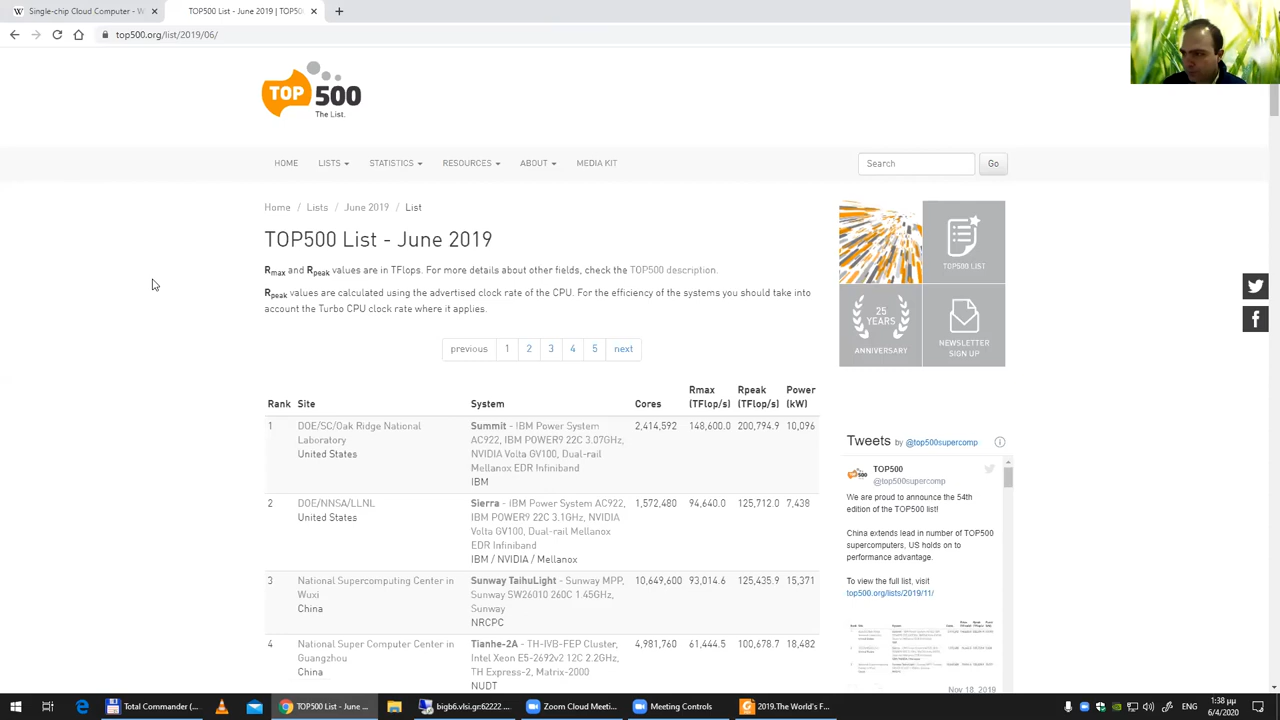 Single-chip Cloud Computer - W
TOP500 List - June 2019 | TOP50
top500.org/list/2019/06/
TOP 500
The List.
HOME LISTS STATISTICS RESOURCES ABOUT MEDIA KIT
Search Go
Home / Lists / June 2019 / List
TOP500 List - June 2019
Rmax and Rpeak values are in TFlops. For more details about other fields, check the TOP500 description.
Rpeak values are calculated using the advertised clock rate of the CPU. For the efficiency of the systems you should take into
account the Turbo CPU clock rate where it applies.
previous 1 2 3 4 5 next
Rank Site System Cores Rmax (TFlop/s) Rpeak (TFlop/s) Power (kW)
1 DOE/SC/Oak Ridge National Summit - IBM Power System 2,414,592 148,600.0 200,794.9 10,096
Laboratory AC922, IBM POWER9 22C 3.07GHz,
United States NVIDIA Volta GV100, Dual-rail
Mellanox EDR Infiniband
IBM
2 DOE/NNSA/LLNL Sierra - IBM Power System AC922, 1,572,480 94,640.0 125,712.0 7,438
United States IBM POWER9 22C 3.1GHz, NVIDIA
Volta GV100, Dual-rail Mellanox
EDR Infiniband
IBM / NVIDIA / Mellanox
3 National Supercomputing Center in Sunway TaihuLight - Sunway MPP, 10,649,600 93,014.6 125,435.9 15,371
Wuxi Sunway SW26010 260C 1.45GHz,
China Sunway
NRCPC
National Super Computer Center in Tianhe-2A - TH-IVB-FEP Cluster, 61,444.5 100,678.7 18,482
Guangzhou Intel Xeon E5-2692v2 12C 2.2GHz,
China TH Express-2, Matrix-2000
NUDT
TOP500 LIST
25
YEARS
ANNIVERSARY
NEWSLETTER
SIGN UP
Tweets by @top500supercomp
TOP500
@top500supercomp
We are proud to announce the 54th
edition of the TOP500 list!
China extends lead in number of TOP500
supercomputers, US holds on to
performance advantage.
To view the full list, visit
top500.org/lists/2019/11/
Nov 18, 2019
Total Commander (... TOP500 List - June ... bigb6.vlsi.gr:62222 ... Zoom Cloud Meetin... Meeting Controls 2019.The World's F... ΕΛ 1:38 μμ
6/4/2020